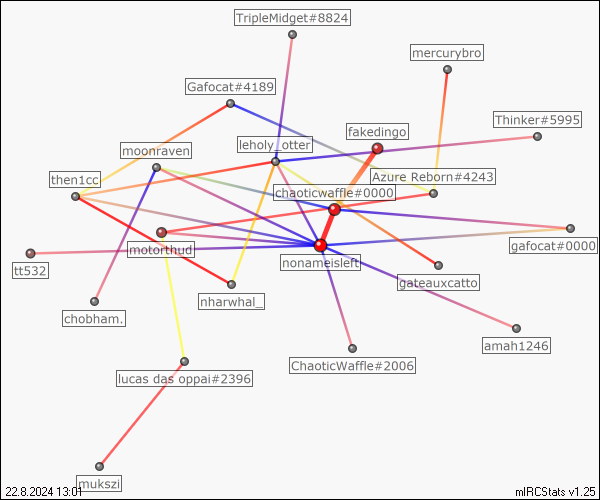 TripleMidget#8824
mercurybro
Gafocat#4189
Thinker#5995
fakedingo
leholy_otter
moonraven
Azure Reborn#4243
then1cc
chaoticwaffle#0000
gafocat#0000
motorthud
nonameisleft
tt532
gateauxcatto
nharwhal_
chobham.
amah1246
ChaoticWaffle#2006
lucas das oppai#2396
mukszi
22.8.2024 13:01
mIRCStats v1.25